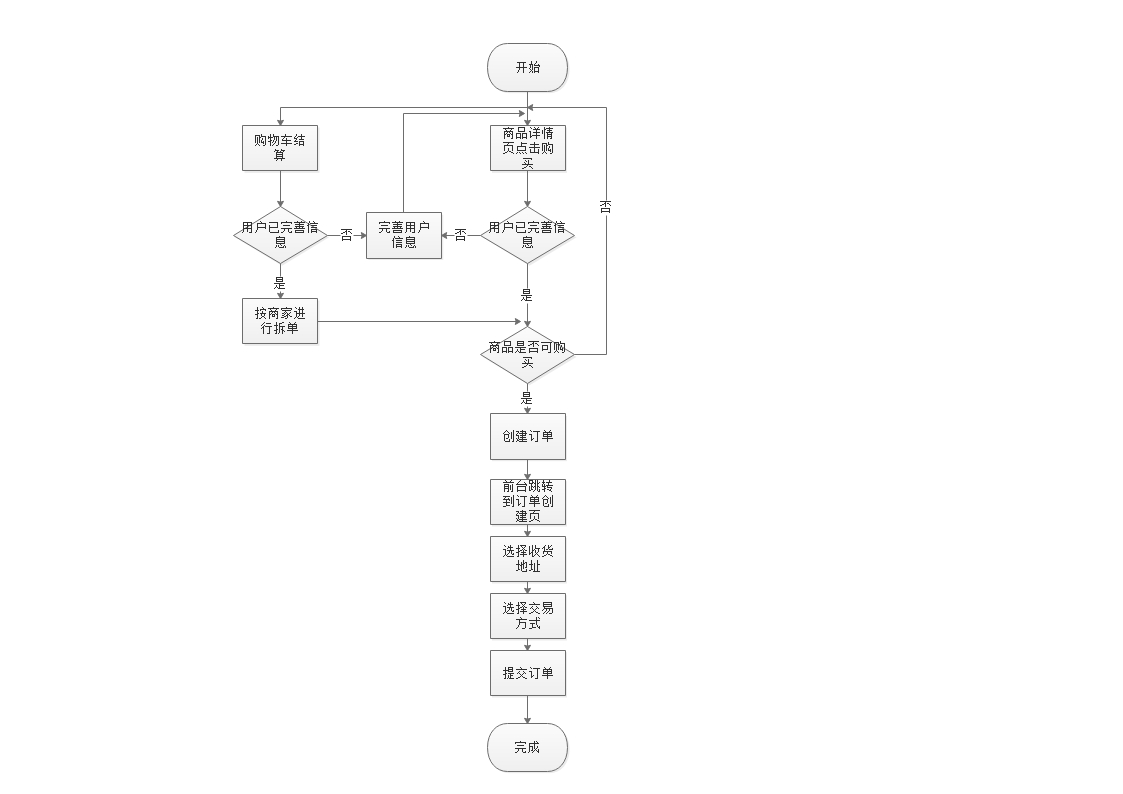 开始
购物车结
算
商品详情
页点击购
买
否
用户已完善信
息
否
完善用户
信息
否
用户已完善信
息
是
是
按商家进
行拆单
商品是否可购
买
是
创建订单
前台跳转
到订单创
建页
选择收货
地址
选择交易
方式
提交订单
完成